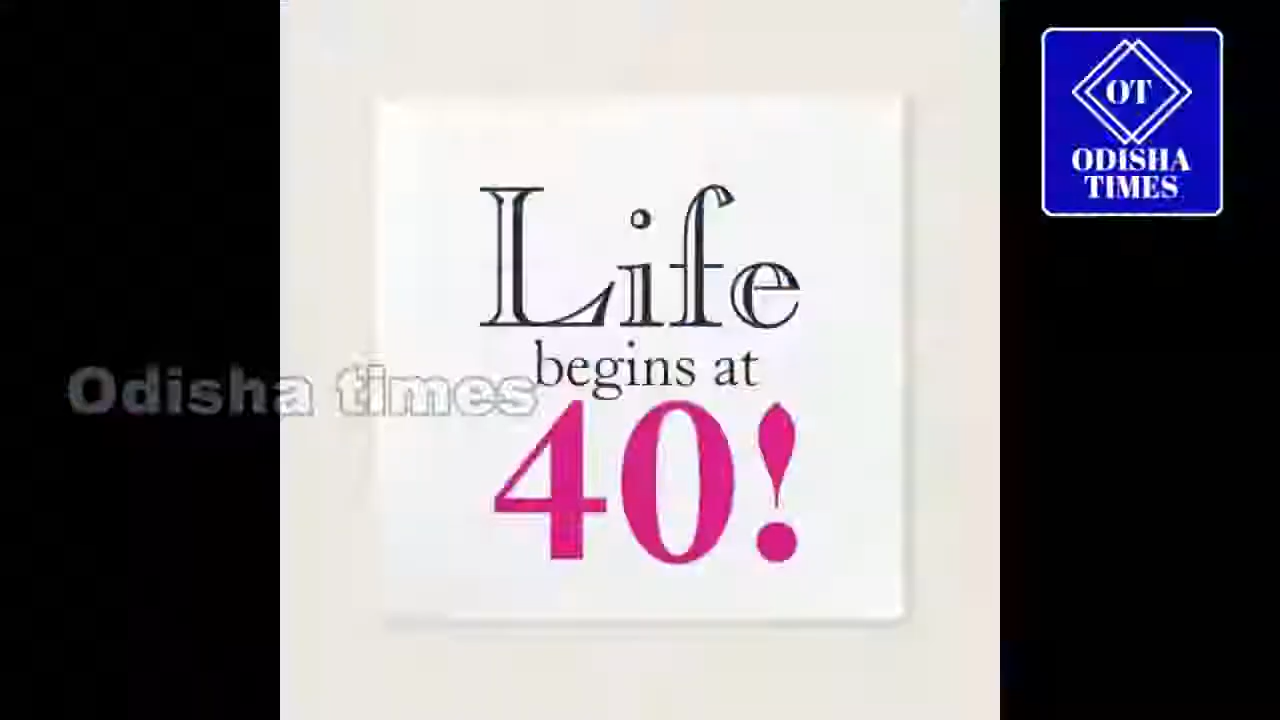 OT
ODISHA
TIMES
Life
begins at
Odisha times
40!